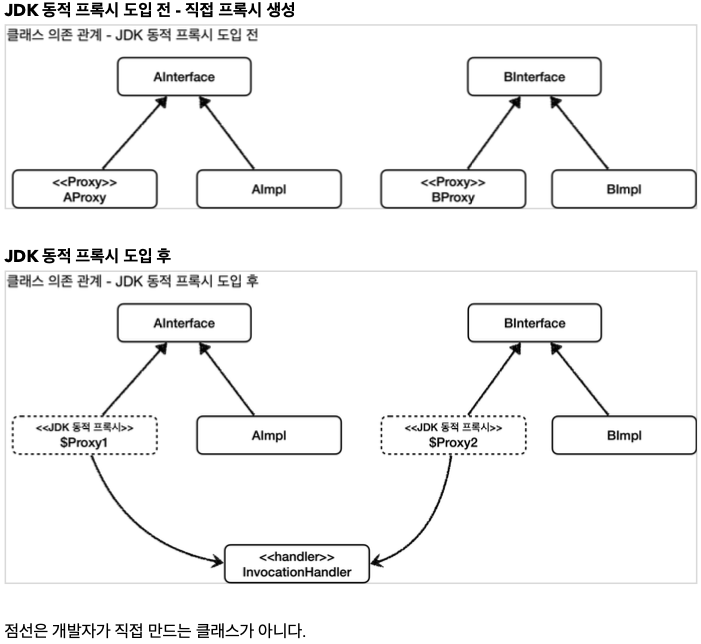 JDK 동적 프록시 도입 전 - 직접 프록시 생성
클래스 의존 관계 - JDK 동적 프록시 도입 전
AInterface
BInterface
<<Proxy>>
AProxy
AImpl
<<Proxy>>
BProxy
BImpl
JDK 동적 프록시 도입 후
클래스 의존 관계 - JDK 동적 프록시 도입 후
AInterface
BInterface
<<JDK 동적 프록시>>
$Proxy1
AImpl
<<JDK 동적 프록시>>
$Proxy2
BImpl
<<handler>>
InvocationHandler
점선은 개발자가 직접 만드는 클래스가 아니다.